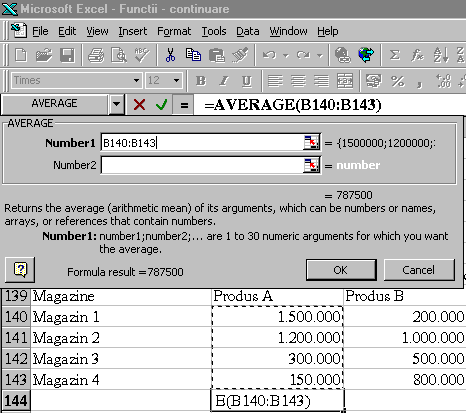 Microsoft Excel - Functii - continuare
File Edit View Insert Format Tools Data Window Help
Times 12 B I U
AVERAGE =AVERAGE(B140:B143)
AVERAGE
Number1 B140:B143 = {1500000;1200000;:
Number2 = number
= 787500
Returns the average (arithmetic mean) of its arguments, which can be numbers or names,
arrays, or references that contain numbers.
Number1: number1;number2;... are 1 to 30 numeric arguments for which you want
the average.
Formula result =787500 OK Cancel
139 Magazine Produs A Produs B
140 Magazin 1 1.500.000 200.000
141 Magazin 2 1.200.000 1.000.000
142 Magazin 3 300.000 500.000
143 Magazin 4 150.000 800.000
144 E(B140:B143)